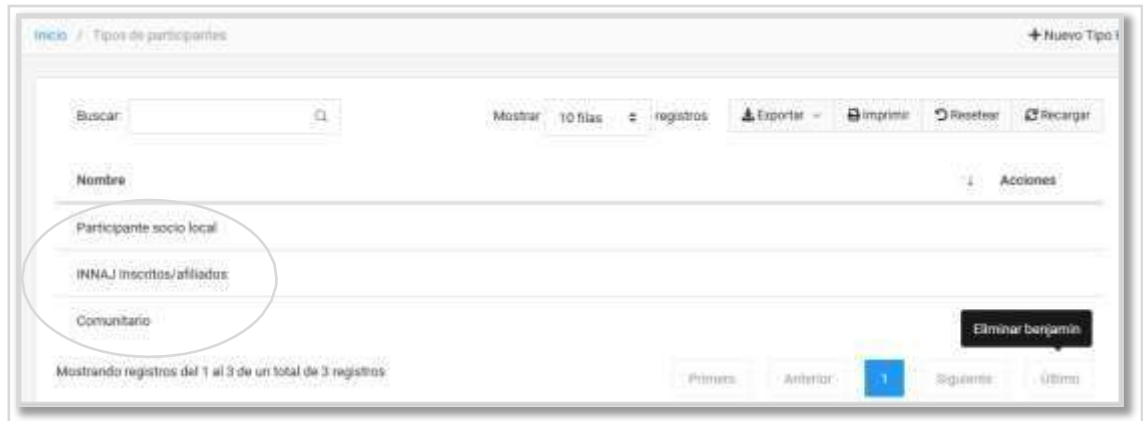 Inicio / Tipos de participantes
+ Nuevo Tipo
Buscar: Mostrar 10 filas registros Exportar Imprimir Resetear Recargar
Nombre Acciones
Participante socio local
INNAJ Inscritos/afiliados
Comunitario
Eliminar benjamin
Mostrando registros del 1 al 3 de un total de 3 registros
Primero Anterior 1 Siguiente Último